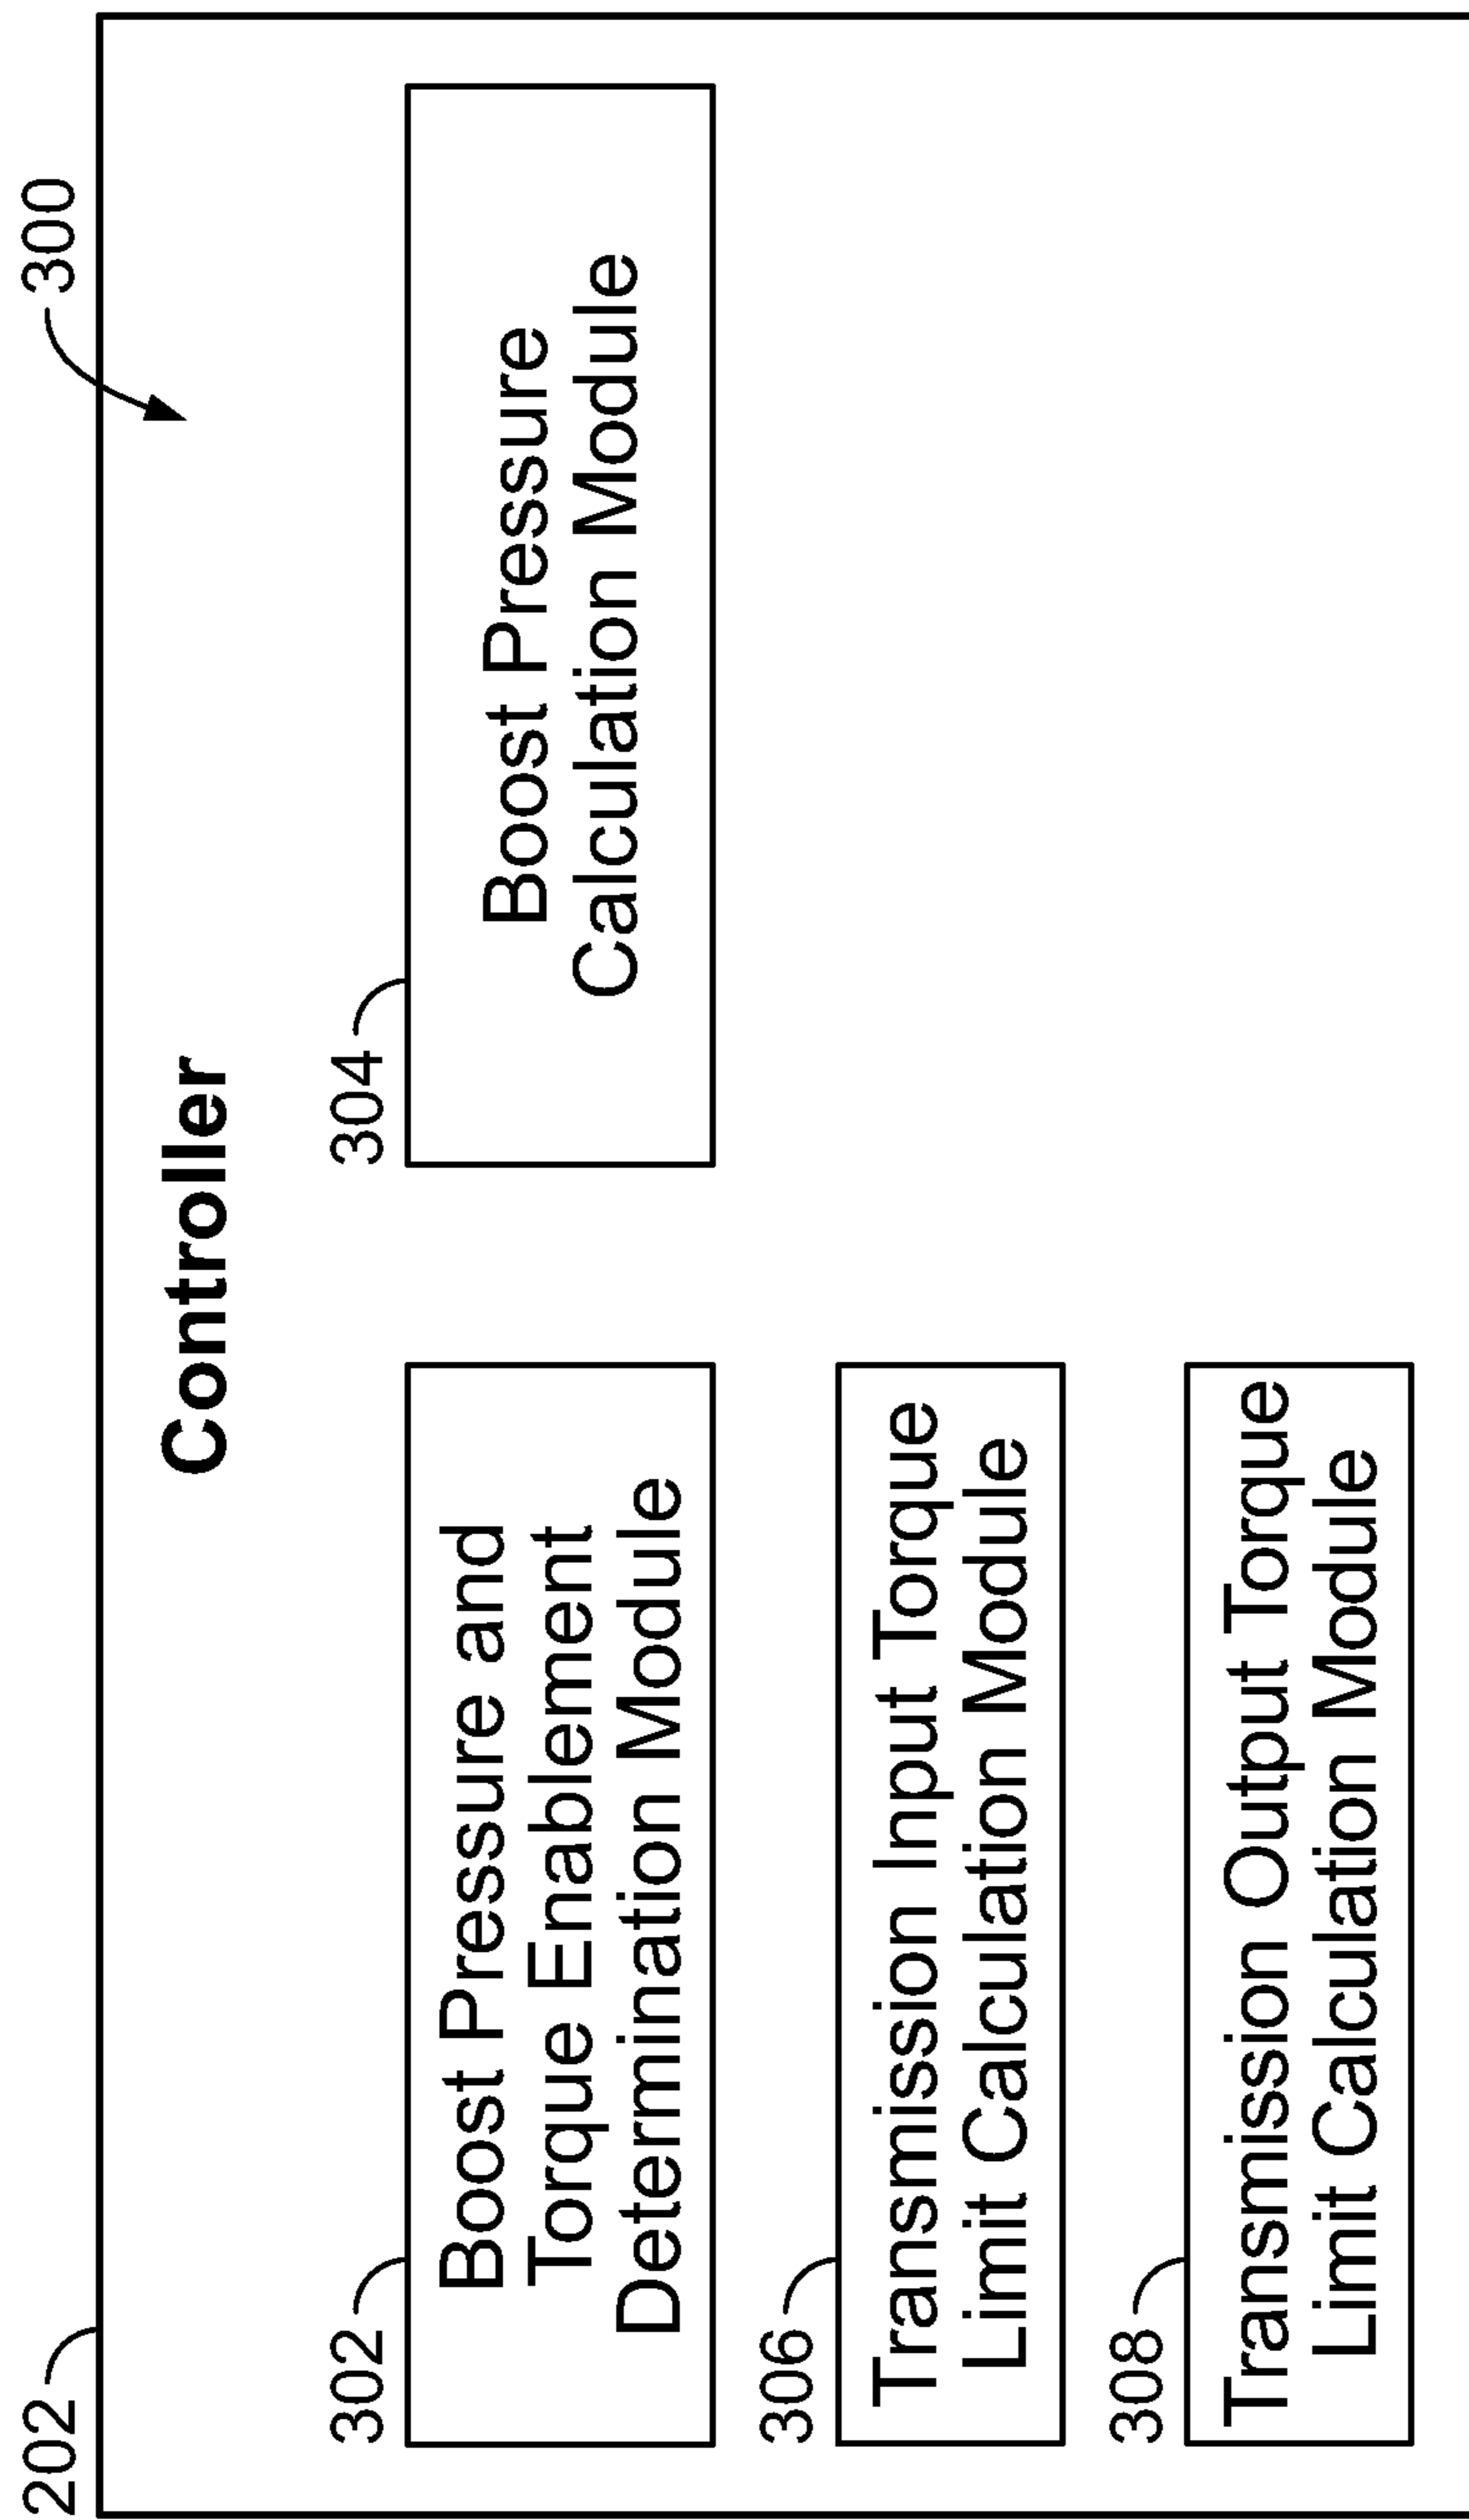 202
300
Controller
302
Boost Pressure and
Torque Enablement
Determination Module
304
Boost Pressure
Calculation Module
306
Transmission Input Torque
Limit Calculation Module
308
Transmission Output Torque
Limit Calculation Module